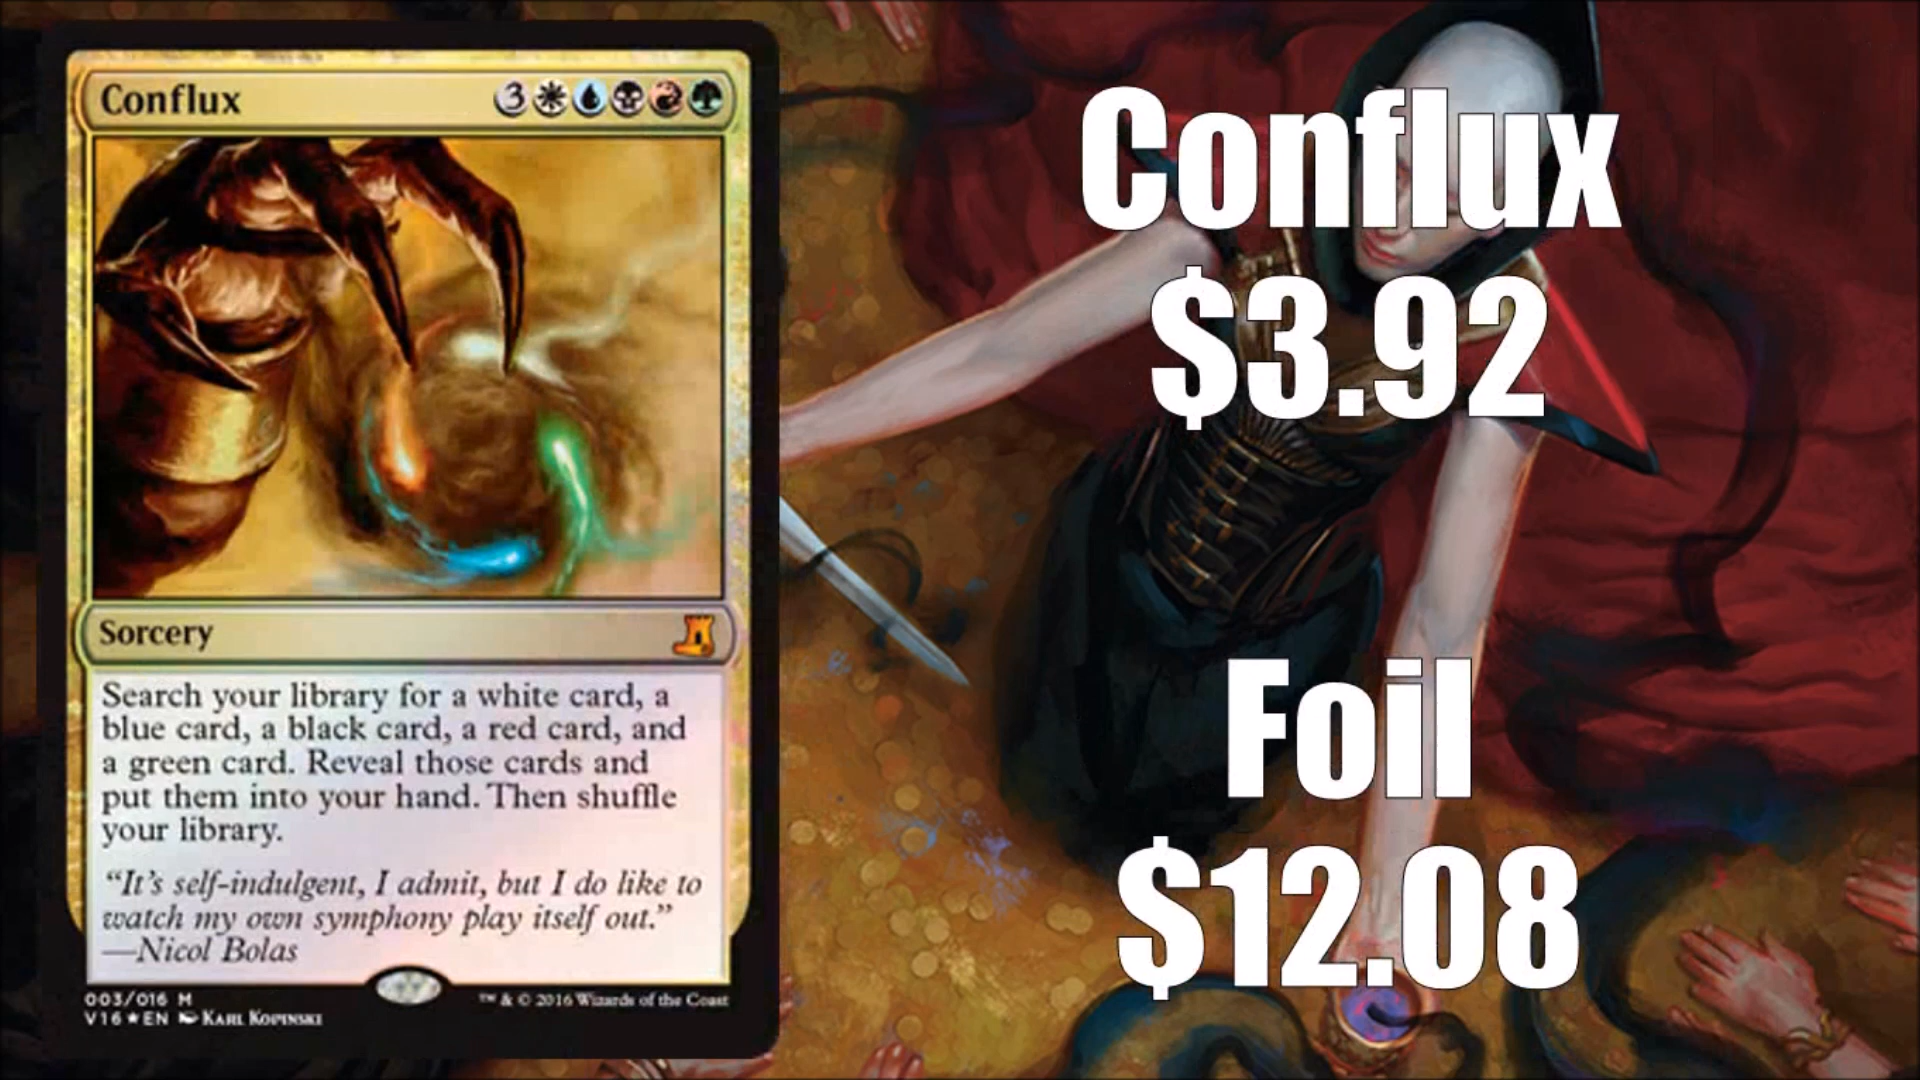 Conflux 3
Sorcery
Search your library for a white card, a
blue card, a black card, a red card, and
a green card. Reveal those cards and
put them into your hand. Then shuffle
your library.
“It’s self-indulgent, I admit, but I do like to
watch my own symphony play itself out.”
—Nicol Bolas
003/016 M
V16★EN Karl Kopinski
™ & © 2016 Wizards of the Coast
Conflux
$3.92
Foil
$12.08